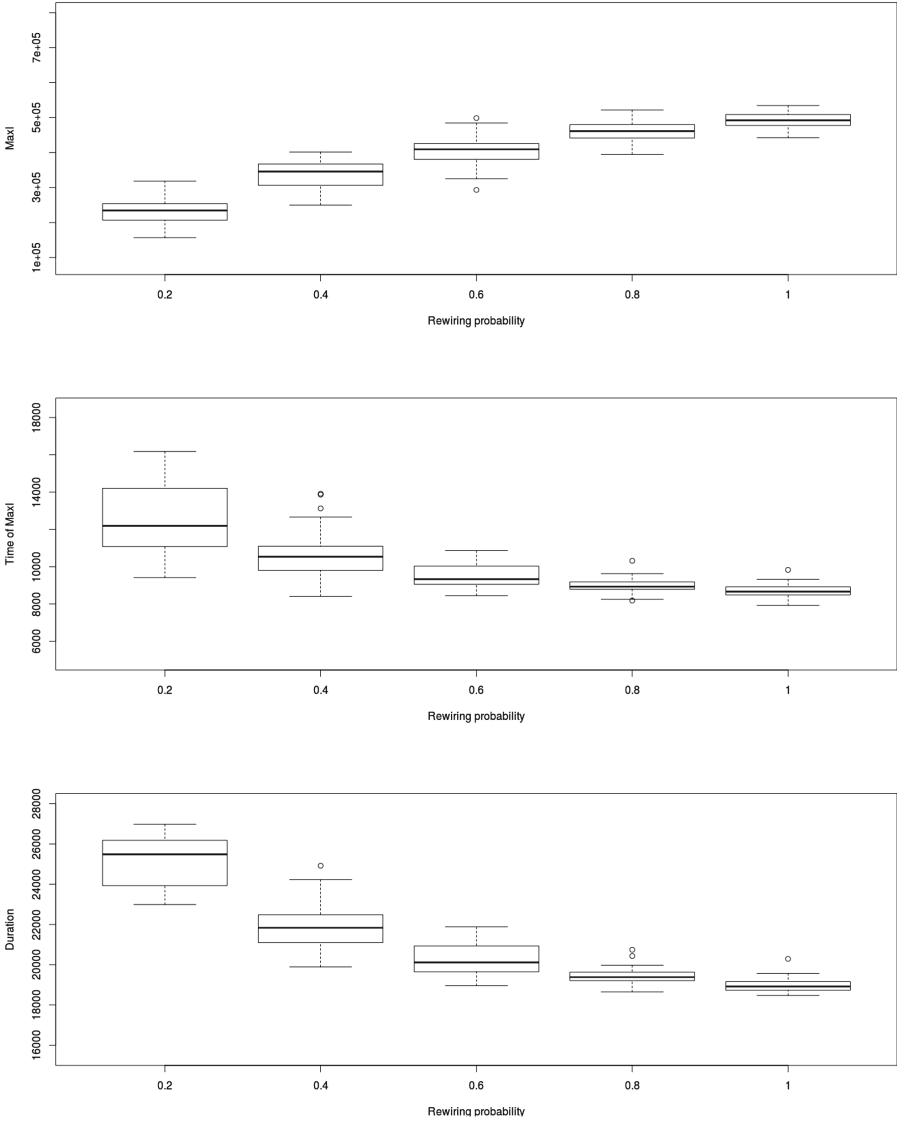 MaxI
7e+05
5e+05
3e+05
1e+05
0.2 0.4 0.6 0.8 1
Rewiring probability
Time of MaxI
18000
14000
10000
8000
6000
0.2 0.4 0.6 0.8 1
Rewiring probability
Duration
28000
26000
24000
22000
20000
18000
16000
0.2 0.4 0.6 0.8 1
Rewiring probability